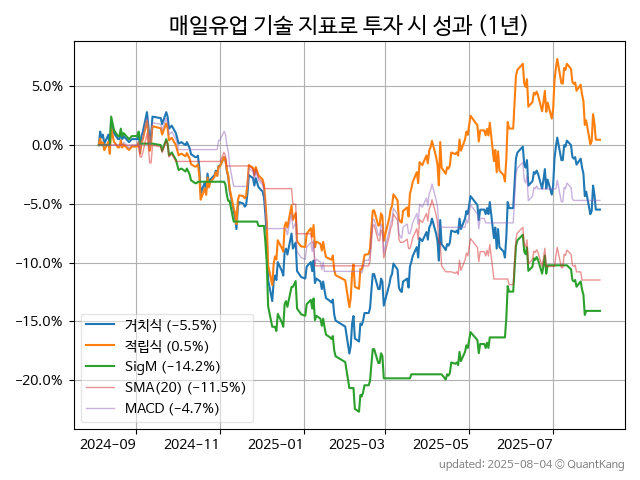 매일유업 기술 지표로 투자 시 성과 (1년)
5.0%
0.0%
−5.0%
−10.0%
−15.0%
−20.0%
거치식 (−5.5%)
적립식 (0.5%)
SigM (−14.2%)
SMA(20) (−11.5%)
MACD (−4.7%)
2024−09
2024−11
2025−01
2025−03
2025−05
2025−07
updated: 2025−08−04 © QuantKang